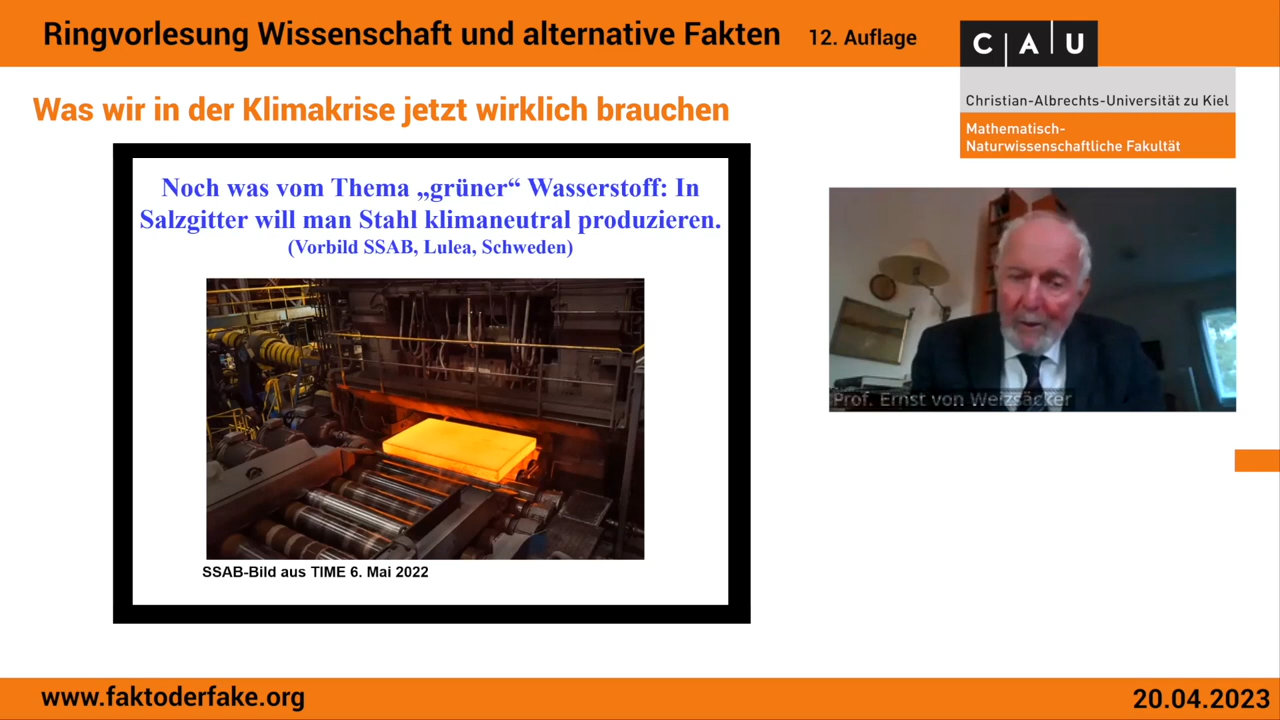 Ringvorlesung Wissenschaft und alternative Fakten 12. Auflage
CAU
Christian-Albrechts-Universität zu Kiel
Mathematisch-
Naturwissenschaftliche Fakultät
Was wir in der Klimakrise jetzt wirklich brauchen
Noch was vom Thema „grüner“ Wasserstoff: In
Salzgitter will man Stahl klimaneutral produzieren.
(Vorbild SSAB, Lulea, Schweden)
SSAB-Bild aus TIME 6. Mai 2022
Prof. Ernst von Weizsäcker
www.faktoderfake.org
20.04.2023